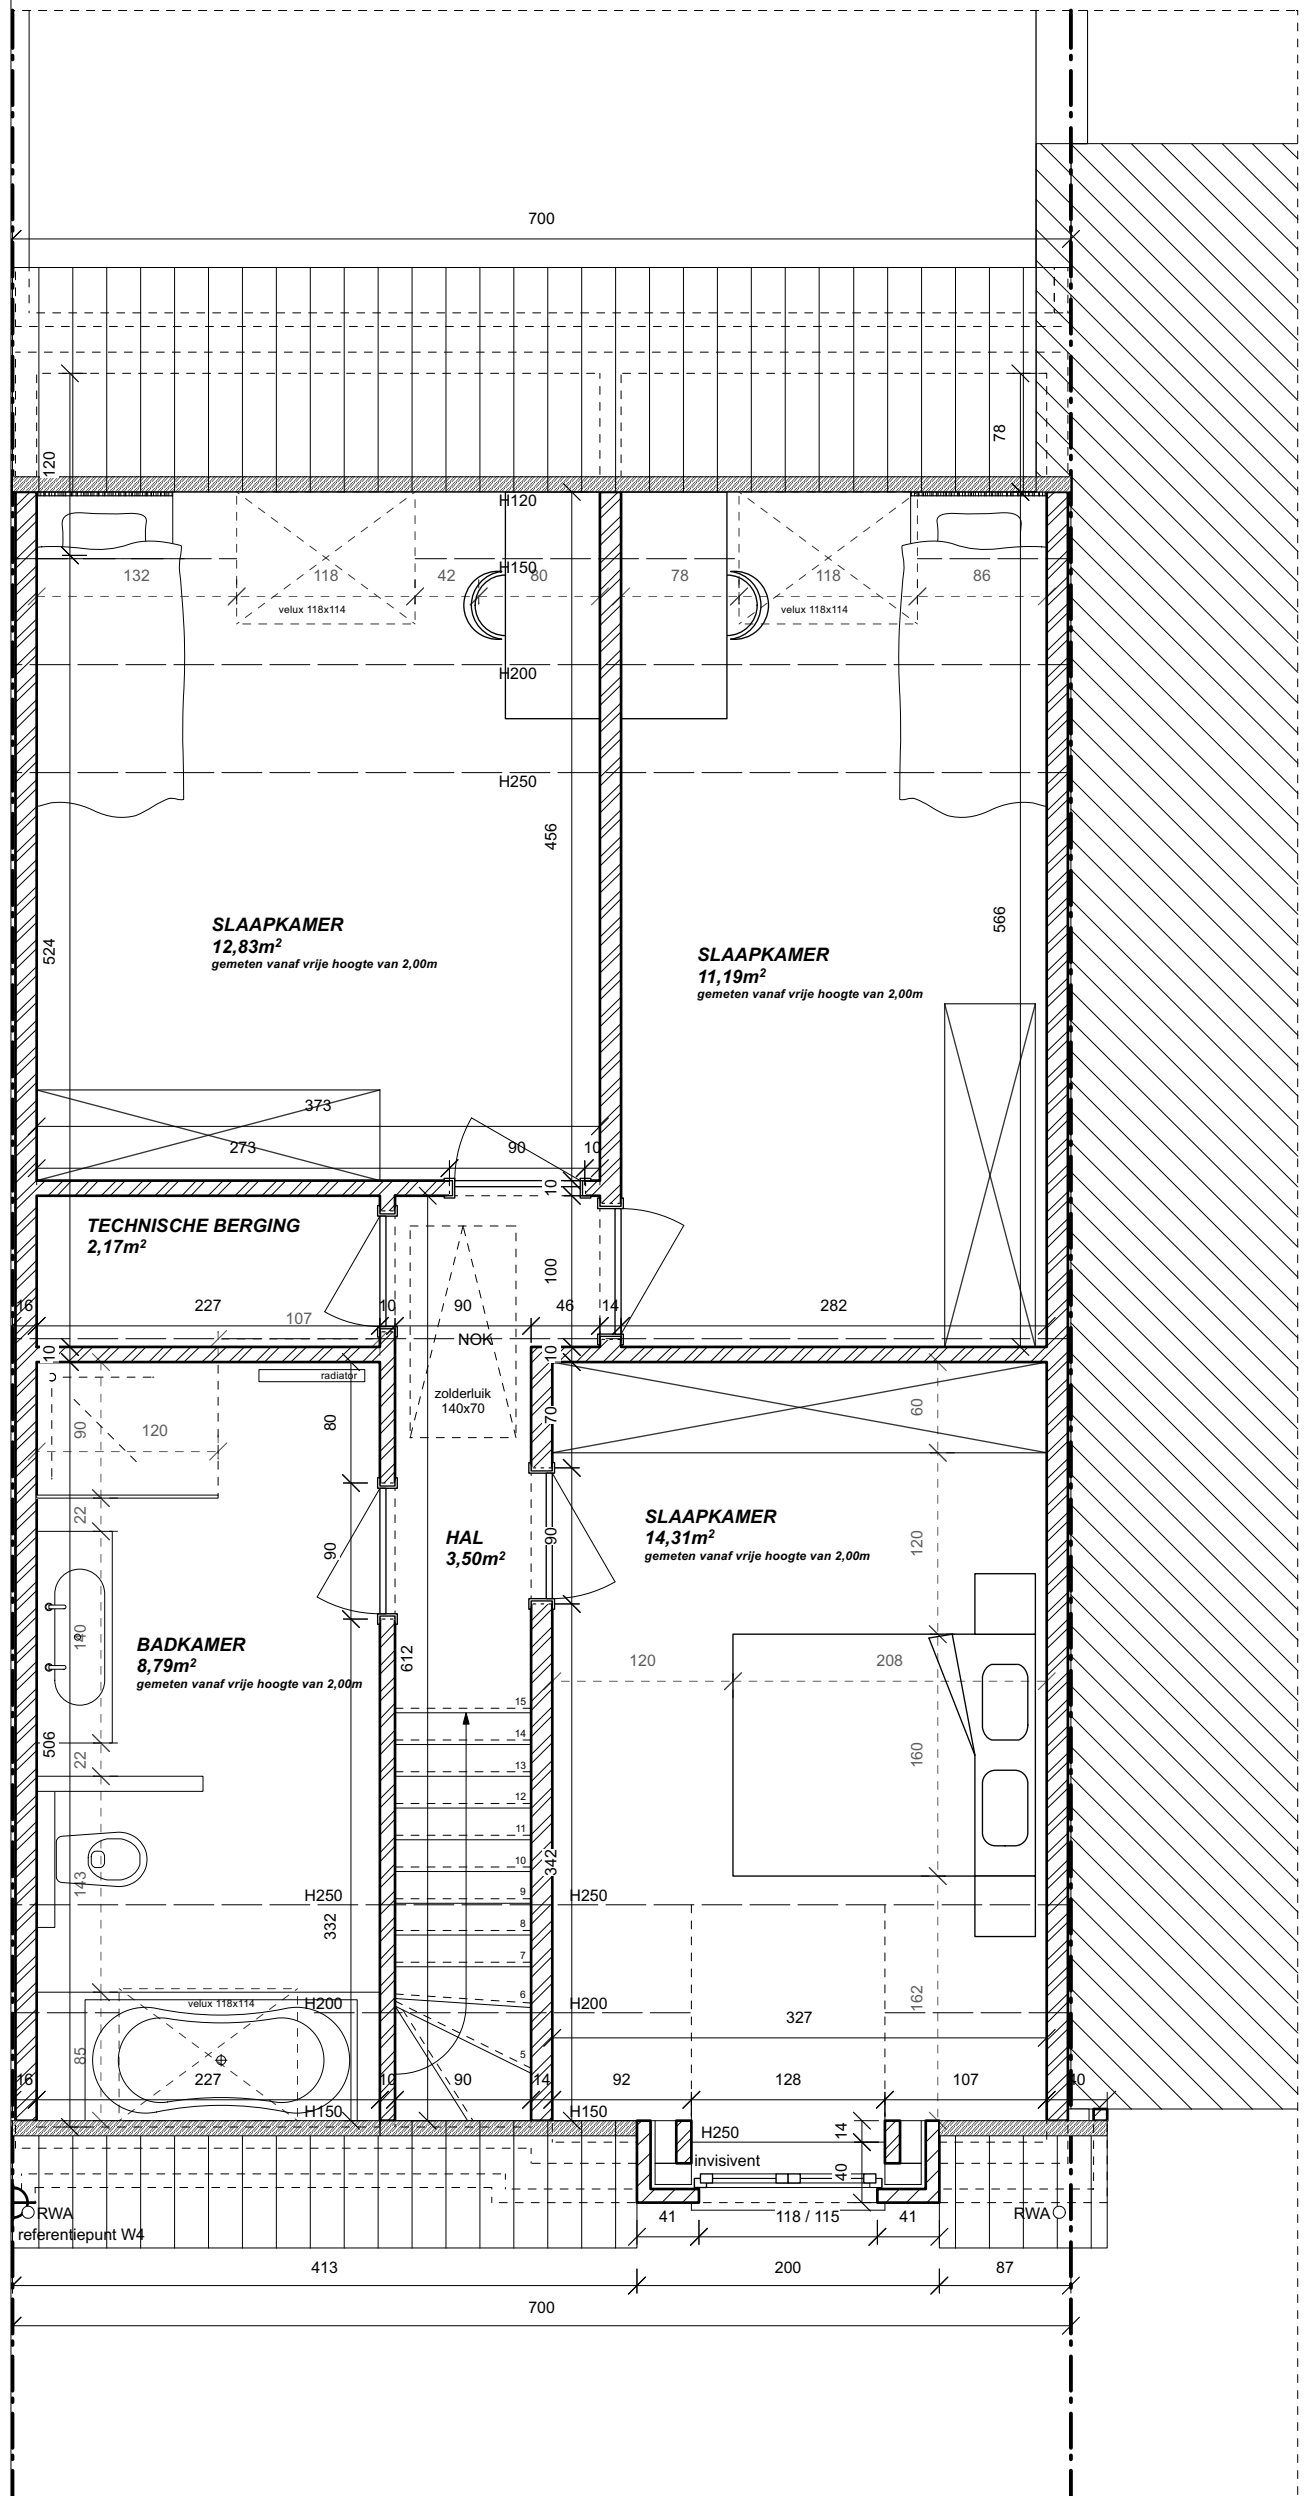 700
120
78
H120
H150
132
118
42
80
78
118
86
velux 118x114
velux 118x114
H200
H250
456
524
566
SLAAPKAMER
12,83m²
gemeten vanaf vrije hoogte van 2,00m
SLAAPKAMER
11,19m²
gemeten vanaf vrije hoogte van 2,00m
373
273
90
10
10
TECHNISCHE BERGING
2,17m²
100
16
227
107
10
90
46
14
282
NOK
10
10
radiator
zolderluik
140x70
80
70
60
90
120
22
90
90
120
HAL
3,50m²
SLAAPKAMER
14,31m²
gemeten vanaf vrije hoogte van 2,00m
140
BADKAMER
8,79m²
gemeten vanaf vrije hoogte van 2,00m
612
120
208
15
14
13
12
11
10
9
8
7
6
5
506
22
160
143
342
H250
H250
332
162
velux 118x114
H200
H200
327
85
16
227
10
90
14
92
128
107
40
H150
H150
H250
14
invisivent
40
RWA
referentiepunt W4
41
118 / 115
41
RWA
413
200
87
700